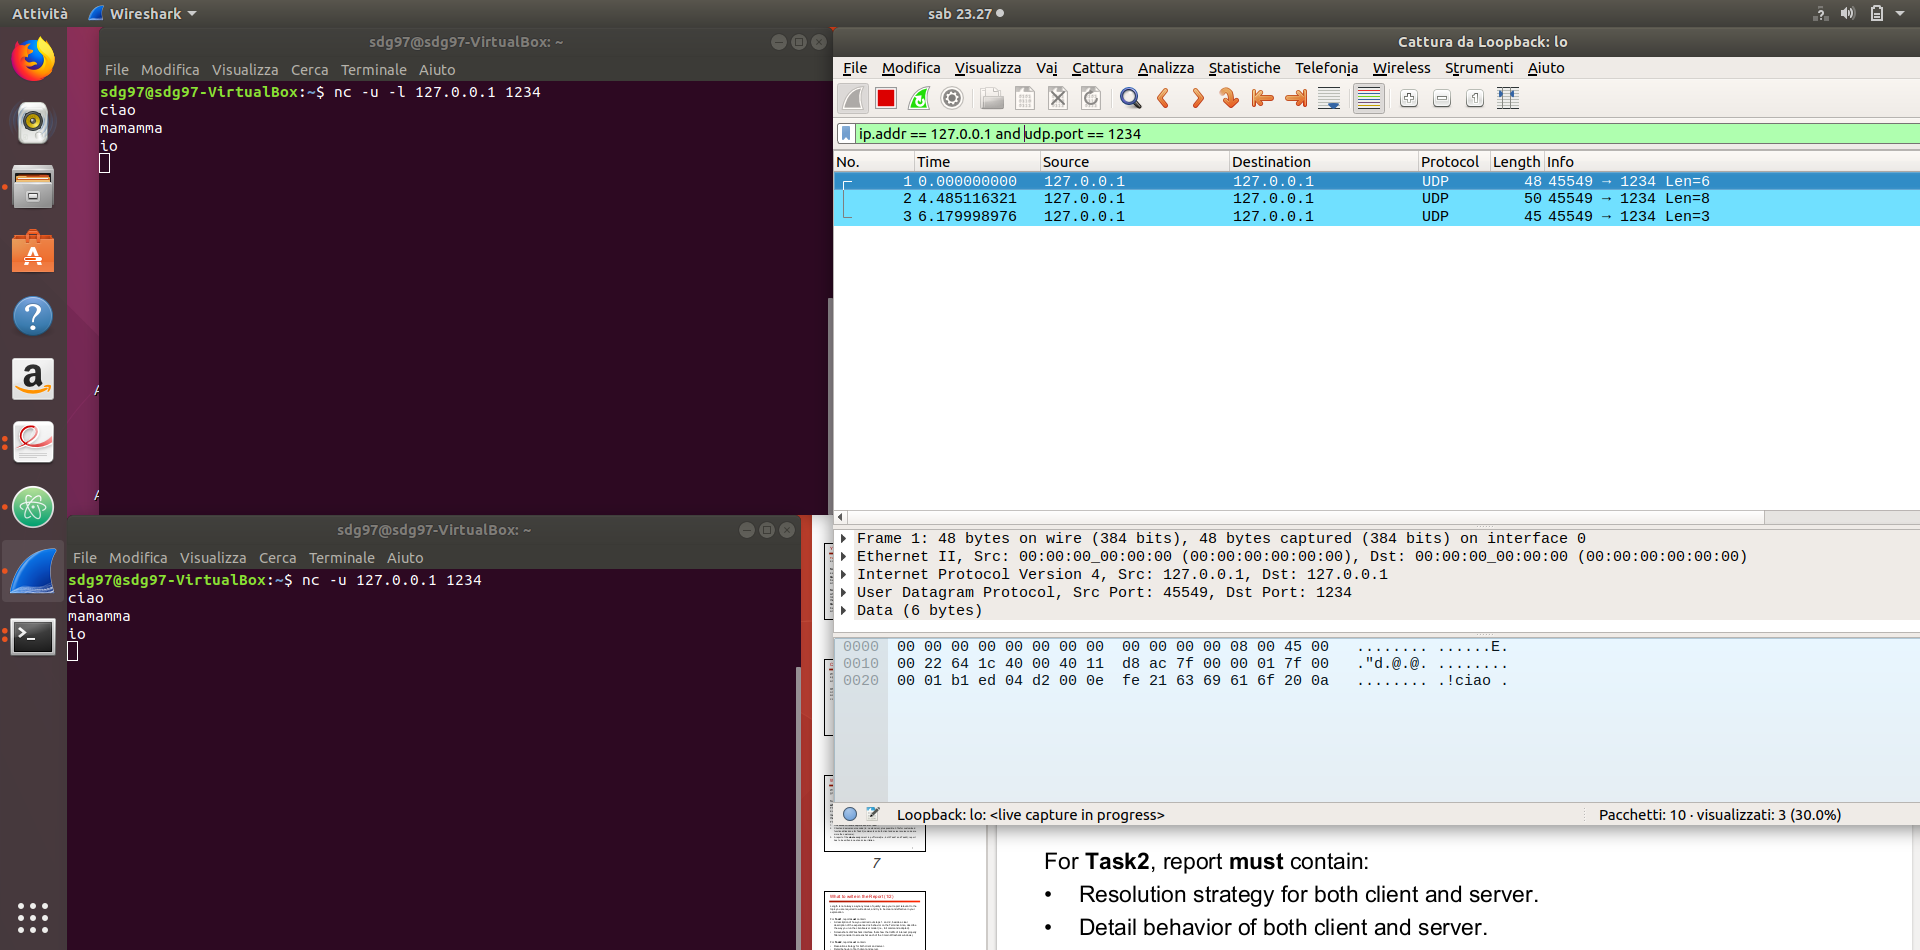 Attività Wireshark sab 23.27
sdg97@sdg97-VirtualBox: ~
File Modifica Visualizza Cerca Terminale Aiuto
sdg97@sdg97-VirtualBox:~$ nc -u -l 127.0.0.1 1234
ciao
mamamma
io
sdg97@sdg97-VirtualBox: ~
File Modifica Visualizza Cerca Terminale Aiuto
sdg97@sdg97-VirtualBox:~$ nc -u 127.0.0.1 1234
ciao
mamamma
io
Cattura da Loopback: lo
File Modifica Visualizza Vai Cattura Analizza Statistiche Telefonia Wireless Strumenti Aiuto
ip.addr == 127.0.0.1 and udp.port == 1234
No. Time Source Destination Protocol Length Info
1 0.000000000 127.0.0.1 127.0.0.1 UDP 48 45549 → 1234 Len=6
2 4.485116321 127.0.0.1 127.0.0.1 UDP 50 45549 → 1234 Len=8
3 6.179998976 127.0.0.1 127.0.0.1 UDP 45 45549 → 1234 Len=3
Frame 1: 48 bytes on wire (384 bits), 48 bytes captured (384 bits) on interface 0
Ethernet II, Src: 00:00:00_00:00:00 (00:00:00:00:00:00), Dst: 00:00:00_00:00:00 (00:00:00:00:00:00)
Internet Protocol Version 4, Src: 127.0.0.1, Dst: 127.0.0.1
User Datagram Protocol, Src Port: 45549, Dst Port: 1234
Data (6 bytes)
0000 00 00 00 00 00 00 00 00 00 00 00 00 08 00 45 00 ........ ......E.
0010 00 22 64 1c 40 00 40 11 d8 ac 7f 00 00 01 7f 00 ."d.@.@. ........
0020 00 01 b1 ed 04 d2 00 0e fe 21 63 69 61 6f 20 0a ........ .!ciao .
Loopback: lo: <live capture in progress> Pacchetti: 10 · visualizzati: 3 (30.0%)
7
For Task2, report must contain:
• Resolution strategy for both client and server.
• Detail behavior of both client and server.